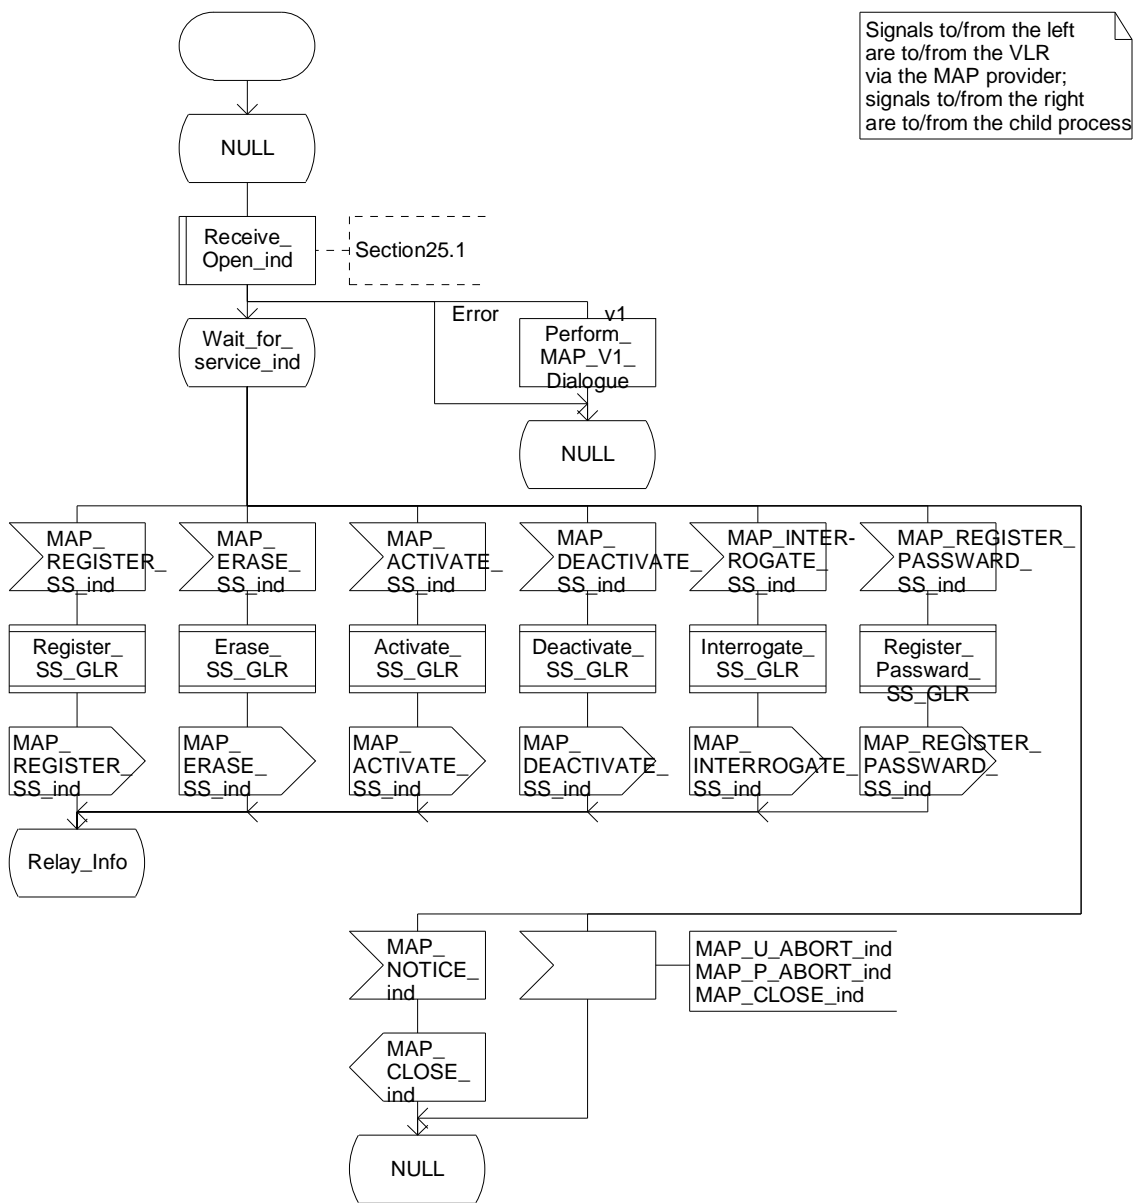 Signals to/from the left
are to/from the VLR
via the MAP provider;
signals to/from the right
are to/from the child process
NULL
Receive_
Open_ind
Section25.1
Error
v1
Wait_for_
service_ind
Perform_
MAP_V1_
Dialogue
NULL
MAP_
REGISTER_
SS_ind
MAP_
ERASE_
SS_ind
MAP_
ACTIVATE_
SS_ind
MAP_
DEACTIVATE_
SS_ind
MAP_INTER-
ROGATE_
SS_ind
MAP_REGISTER_
PASSWARD_
SS_ind
Register_
SS_GLR
Erase_
SS_GLR
Activate_
SS_GLR
Deactivate_
SS_GLR
Interrogate_
SS_GLR
Register_
Passward_
SS_GLR
MAP_
REGISTER_
SS_ind
MAP_
ERASE_
SS_ind
MAP_
ACTIVATE_
SS_ind
MAP_
DEACTIVATE_
SS_ind
MAP_
INTERROGATE_
SS_ind
MAP_REGISTER_
PASSWARD_
SS_ind
Relay_Info
MAP_
NOTICE_
ind
MAP_U_ABORT_ind
MAP_P_ABORT_ind
MAP_CLOSE_ind
MAP_
CLOSE_
ind
NULL